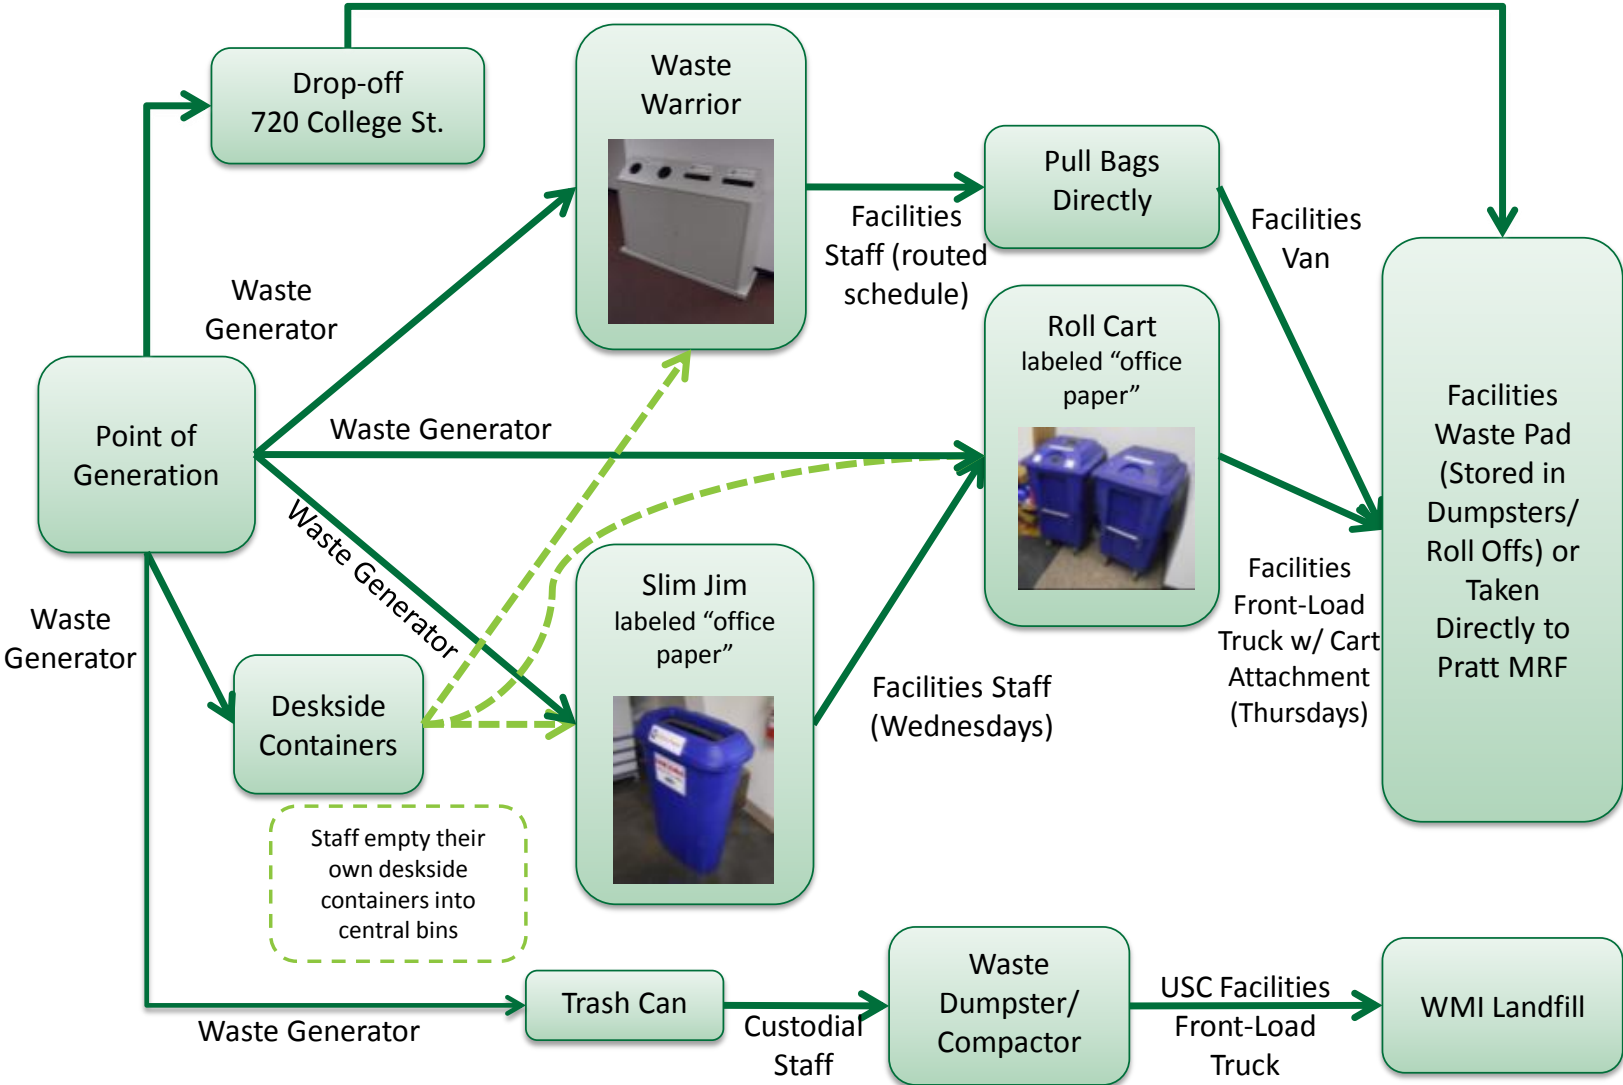 Drop-off
720 College St.
Waste
Warrior
Pull Bags
Directly
Facilities
Staff (routed
schedule)
Facilities
Van
Waste
Generator
Roll Cart
labeled “office
paper”
Point of
Generation
Waste Generator
Facilities
Waste Pad
(Stored in
Dumpsters/
Roll Offs) or
Taken
Directly to
Pratt MRF
Waste Generator
Slim Jim
labeled “office
paper”
Facilities
Front-Load
Truck w/ Cart
Attachment
(Thursdays)
Waste
Generator
Deskside
Containers
Facilities Staff
(Wednesdays)
Staff empty their
own deskside
containers into
central bins
Waste Generator
Trash Can
Custodial
Staff
Waste
Dumpster/
Compactor
USC Facilities
Front-Load
Truck
WMI Landfill